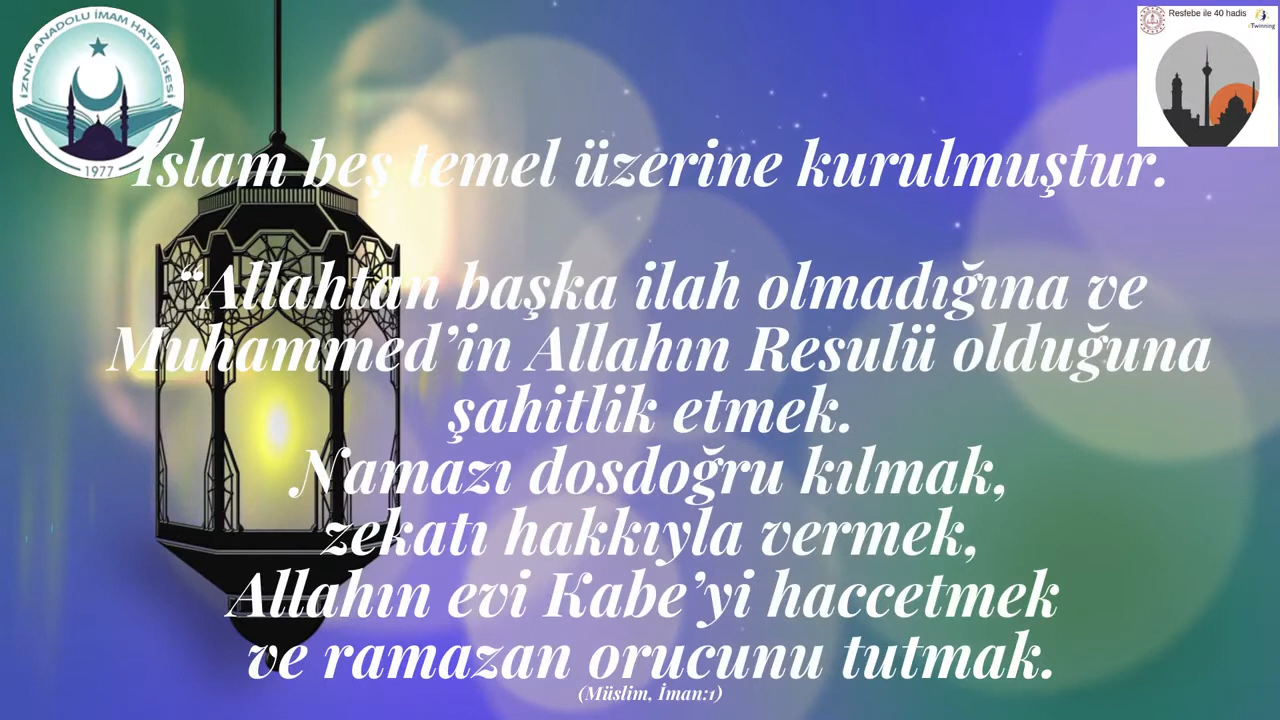 İZNİK ANADOLU İMAM HATİP LİSESİ
1977
Resfebe ile 40 hadis
eTwinning
İslam beş temel üzerine kurulmuştur.
“Allahtan başka ilah olmadığına ve
Muhammed’in Allahın Resulü olduğuna
şahitlik etmek.
Namazı dosdoğru kılmak,
zekatı hakkıyla vermek,
Allahın evi Kabe’yi haccetmek
ve ramazan orucunu tutmak.
(Müslim, İman:1)